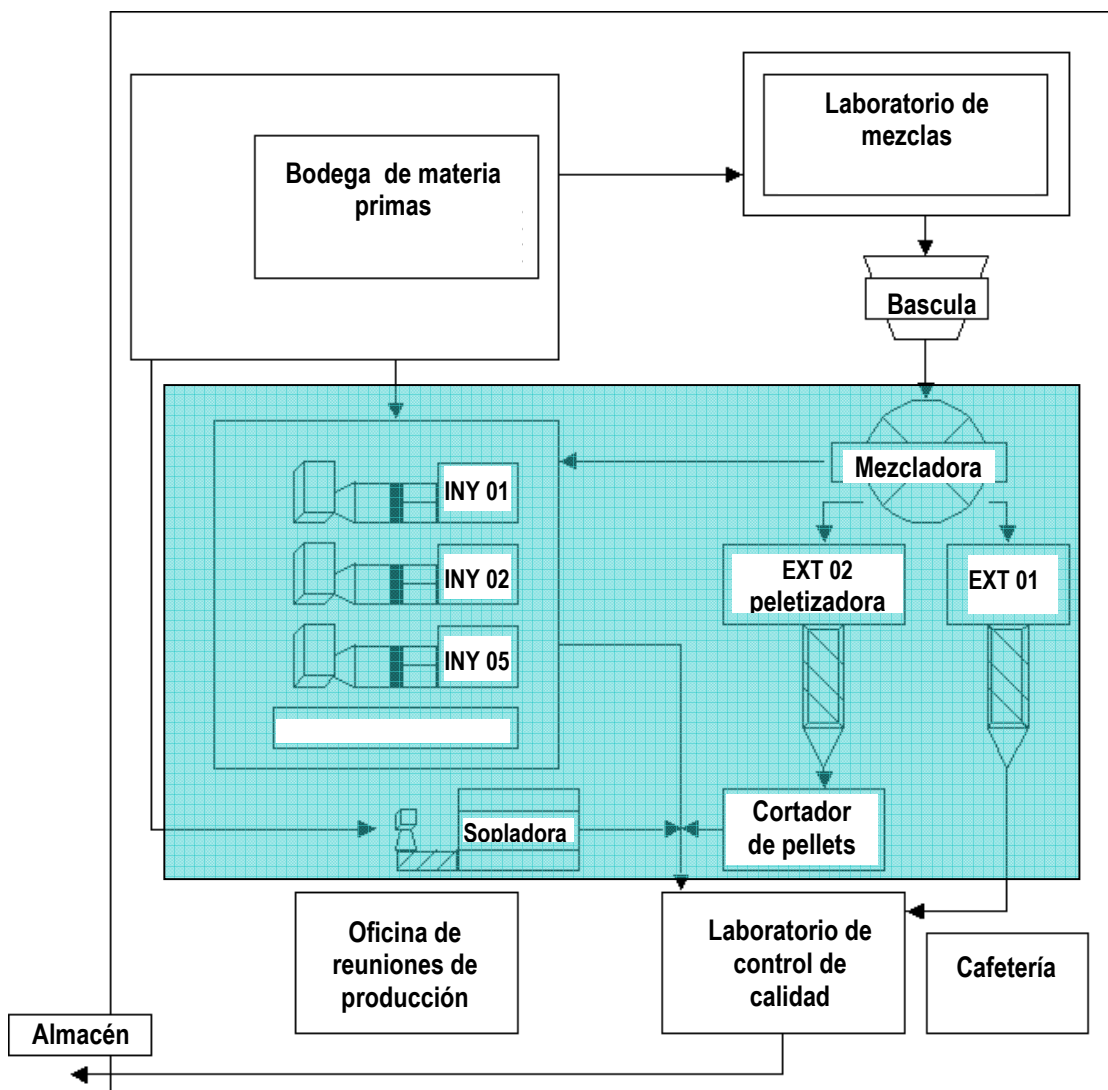 Laboratorio de
mezclas
Bodega de materia
primas
Bascula
Mezcladora
INY 01
INY 02
EXT 02
peletizadora
EXT 01
INY 05
Sopladora
Cortador
de pellets
Oficina de
reuniones de
producción
Laboratorio de
control de
calidad
Cafetería
Almacén